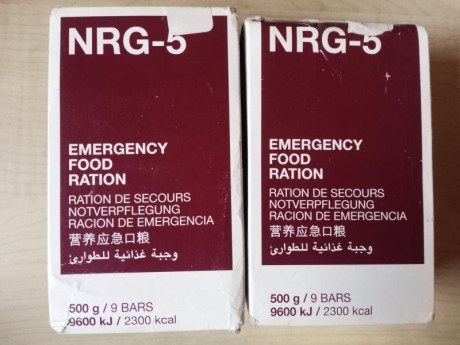 NRG-5
EMERGENCY
FOOD
RATION
RATION DE SECOURS
NOTVERPFLEGUNG
RACION DE EMERGENCIA
营养应急口粮
وجبة غذائية للطوارئ
500 g / 9 BARS
9600 kJ / 2300 kcal
NRG-5
EMERGENCY
FOOD
RATION
RATION DE SECOURS
NOTVERPFLEGUNG
RACION DE EMERGENCIA
营养应急口粮
وجبة غذائية للطوارئ
500 g / 9 BARS
9600 kJ / 2300 kcal